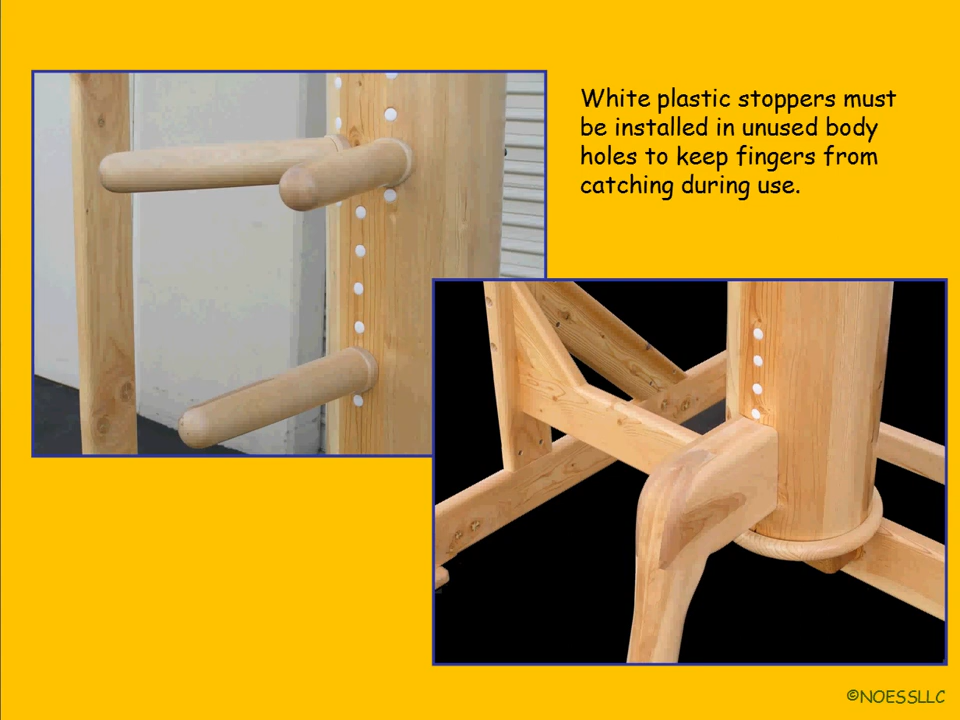 White plastic stoppers must
be installed in unused body
holes to keep fingers from
catching during use.
©NOESSLLC